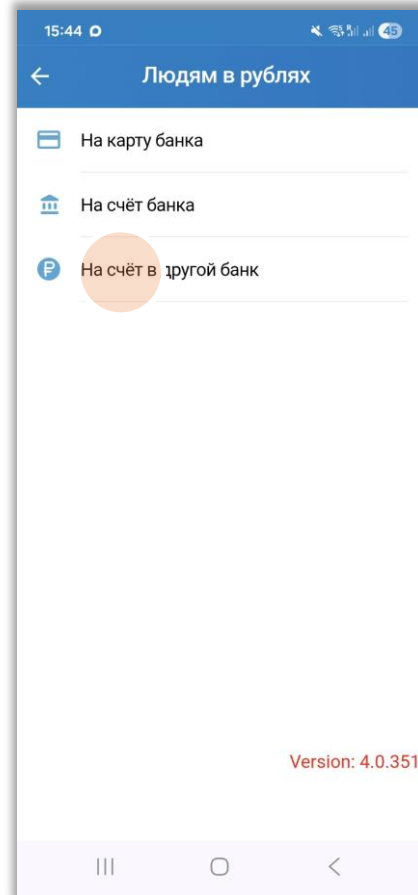 15:44
45
Людям в рублях
На карту банка
На счёт банка
На счёт в другой банк
Version: 4.0.351